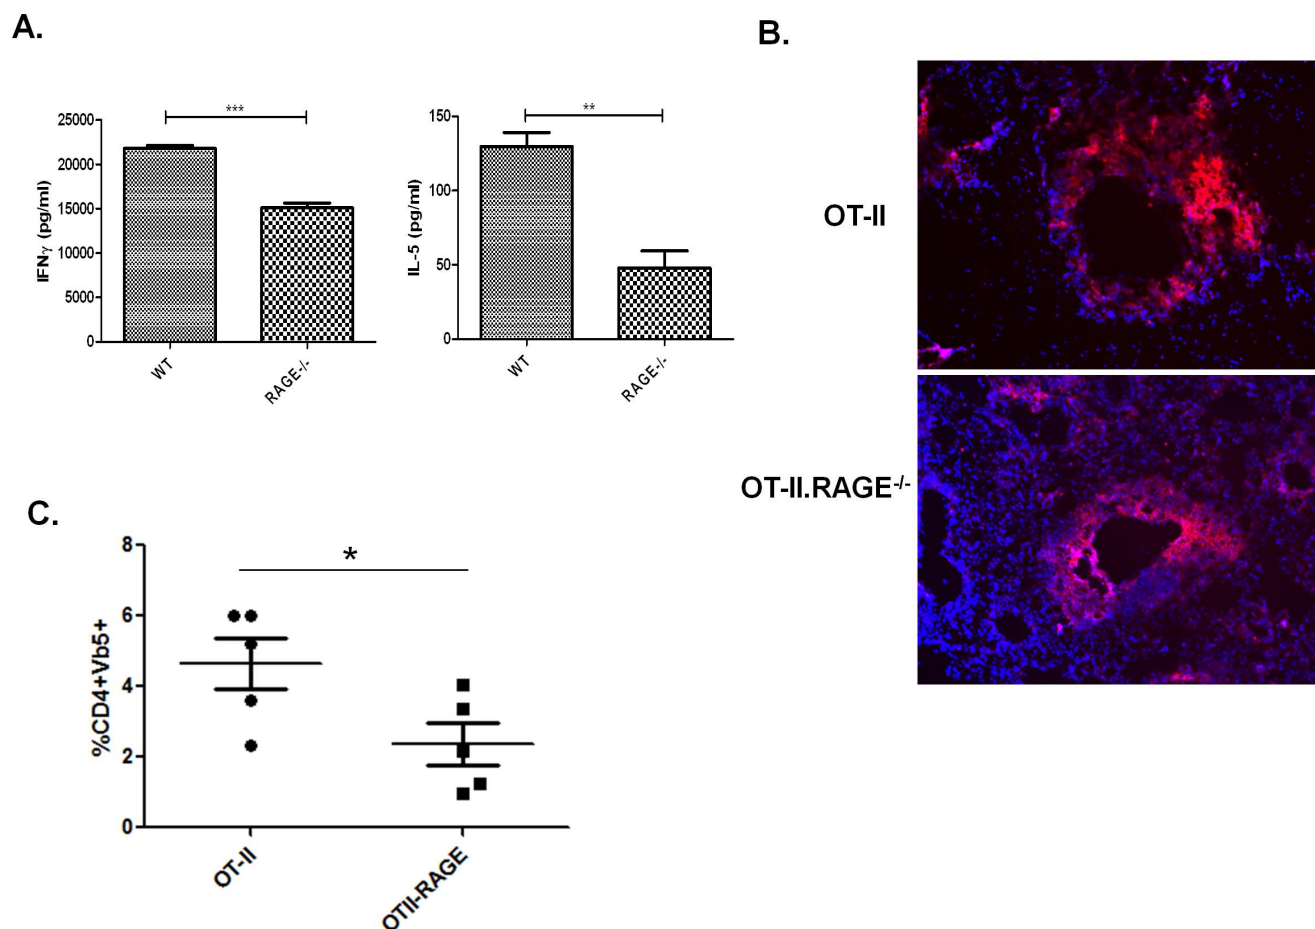 A.
B.
***
25000
20000
15000
10000
5000
0
IFNγ (pg/ml)
WT
RAGE-/-
**
150
100
50
0
IL-5 (pg/ml)
WT
RAGE-/-
OT-II
OT-II.RAGE-/-
C.
*
8
6
4
2
0
%CD4+Vb5+
OT-II
OTII-RAGE